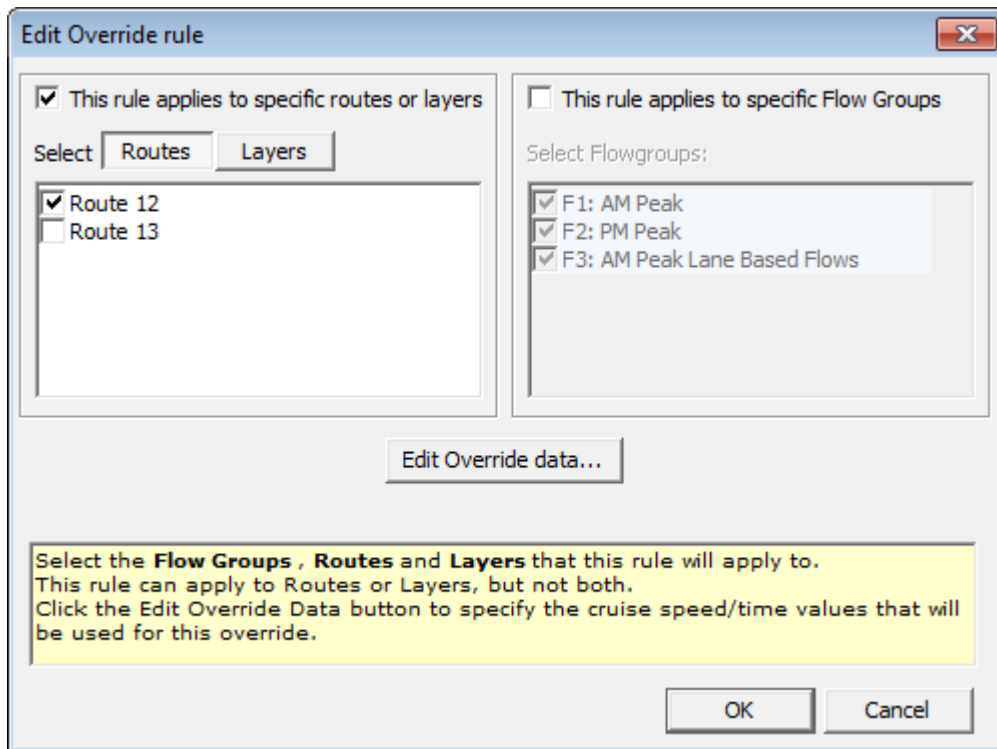 Edit Override rule
This rule applies to specific routes or layers
Select Routes Layers
Route 12
Route 13
This rule applies to specific Flow Groups
Select Flowgroups:
F1: AM Peak
F2: PM Peak
F3: AM Peak Lane Based Flows
Edit Override data...
Select the Flow Groups , Routes and Layers that this rule will apply to.
This rule can apply to Routes or Layers, but not both.
Click the Edit Override Data button to specify the cruise speed/time values that will
be used for this override.
OK Cancel